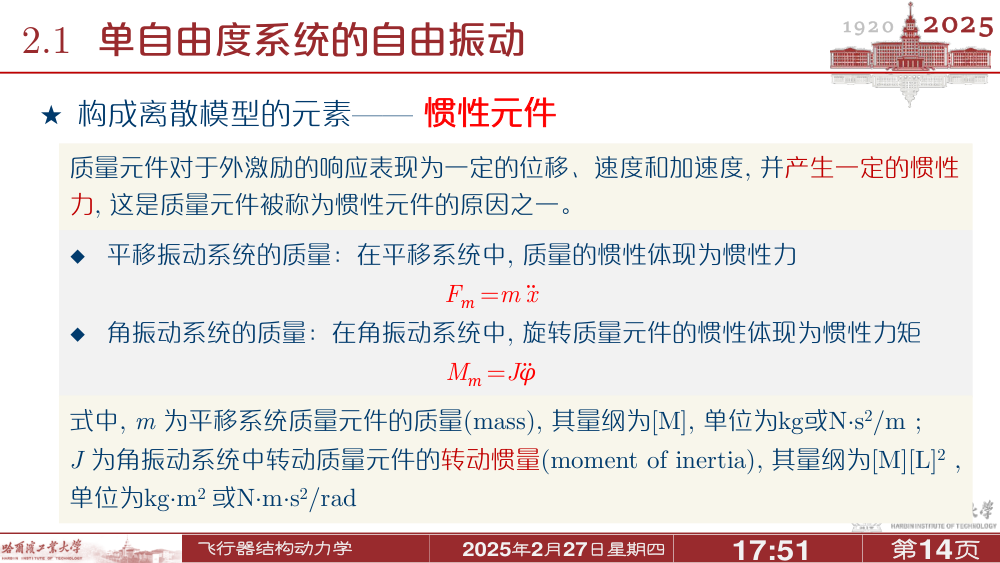 2.1 单自由度系统的自由振动
1920 2025
★ 构成离散模型的元素—— 惯性元件
质量元件对于外激励的响应表现为一定的位移、速度和加速度, 并产生一定的惯性
力, 这是质量元件被称为惯性元件的原因之一。
◆ 平移振动系统的质量：在平移系统中, 质量的惯性体现为惯性力
Fₘ=mẍ
◆ 角振动系统的质量：在角振动系统中, 旋转质量元件的惯性体现为惯性力矩
Mₘ=Jφ̈
式中, m 为平移系统质量元件的质量(mass), 其量纲为[M], 单位为kg或N·s²/m；
J 为角振动系统中转动质量元件的转动惯量(moment of inertia), 其量纲为[M][L]²，
单位为kg·m² 或N·m·s²/rad
大学
HARBIN INSTITUTE OF TECHNOLOGY
哈尔滨工业大学
HARBIN INSTITUTE OF TECHNOLOGY
飞行器结构动力学
2025年2月27日星期四
17:51
第14页